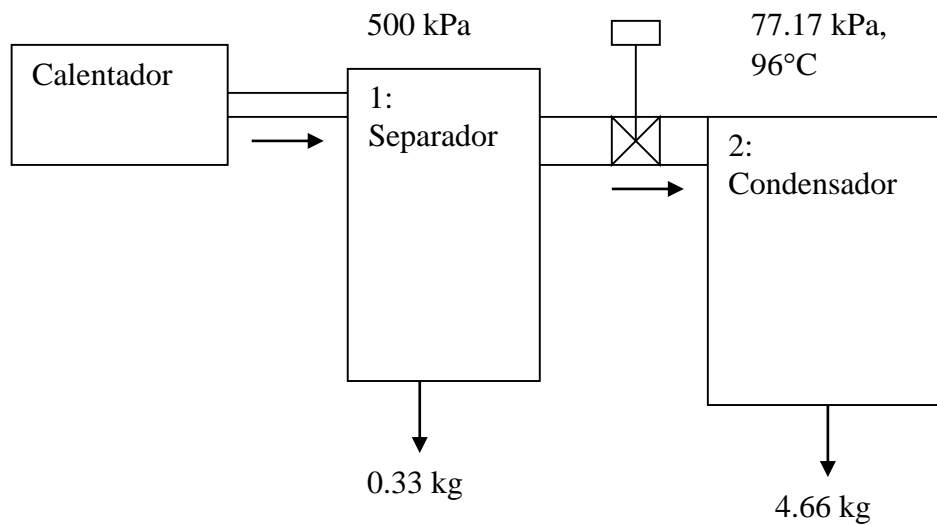 500 kPa
77.17 kPa,
96°C
Calentador
1:
Separador
2:
Condensador
0.33 kg
4.66 kg